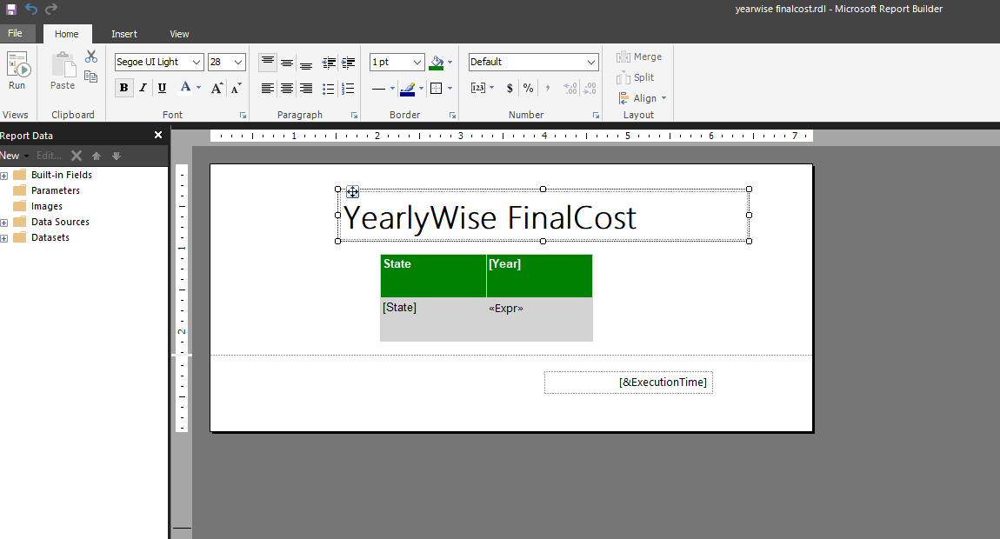 yearwise finalcost.rdl - Microsoft Report Builder
File Home Insert View
Segoe UI Light 28 1 pt Default Merge
Split
Run Paste B I U A A A 123 $ % , .00 .00 Align
Views Clipboard Font Paragraph Border Number Layout
Report Data
New Edit...
1 2 3 4 5 6 7
Built-in Fields
Parameters
Images
Data Sources
Datasets
1
2
YearlyWise FinalCost
State [Year]
[State] «Expr»
[&ExecutionTime]